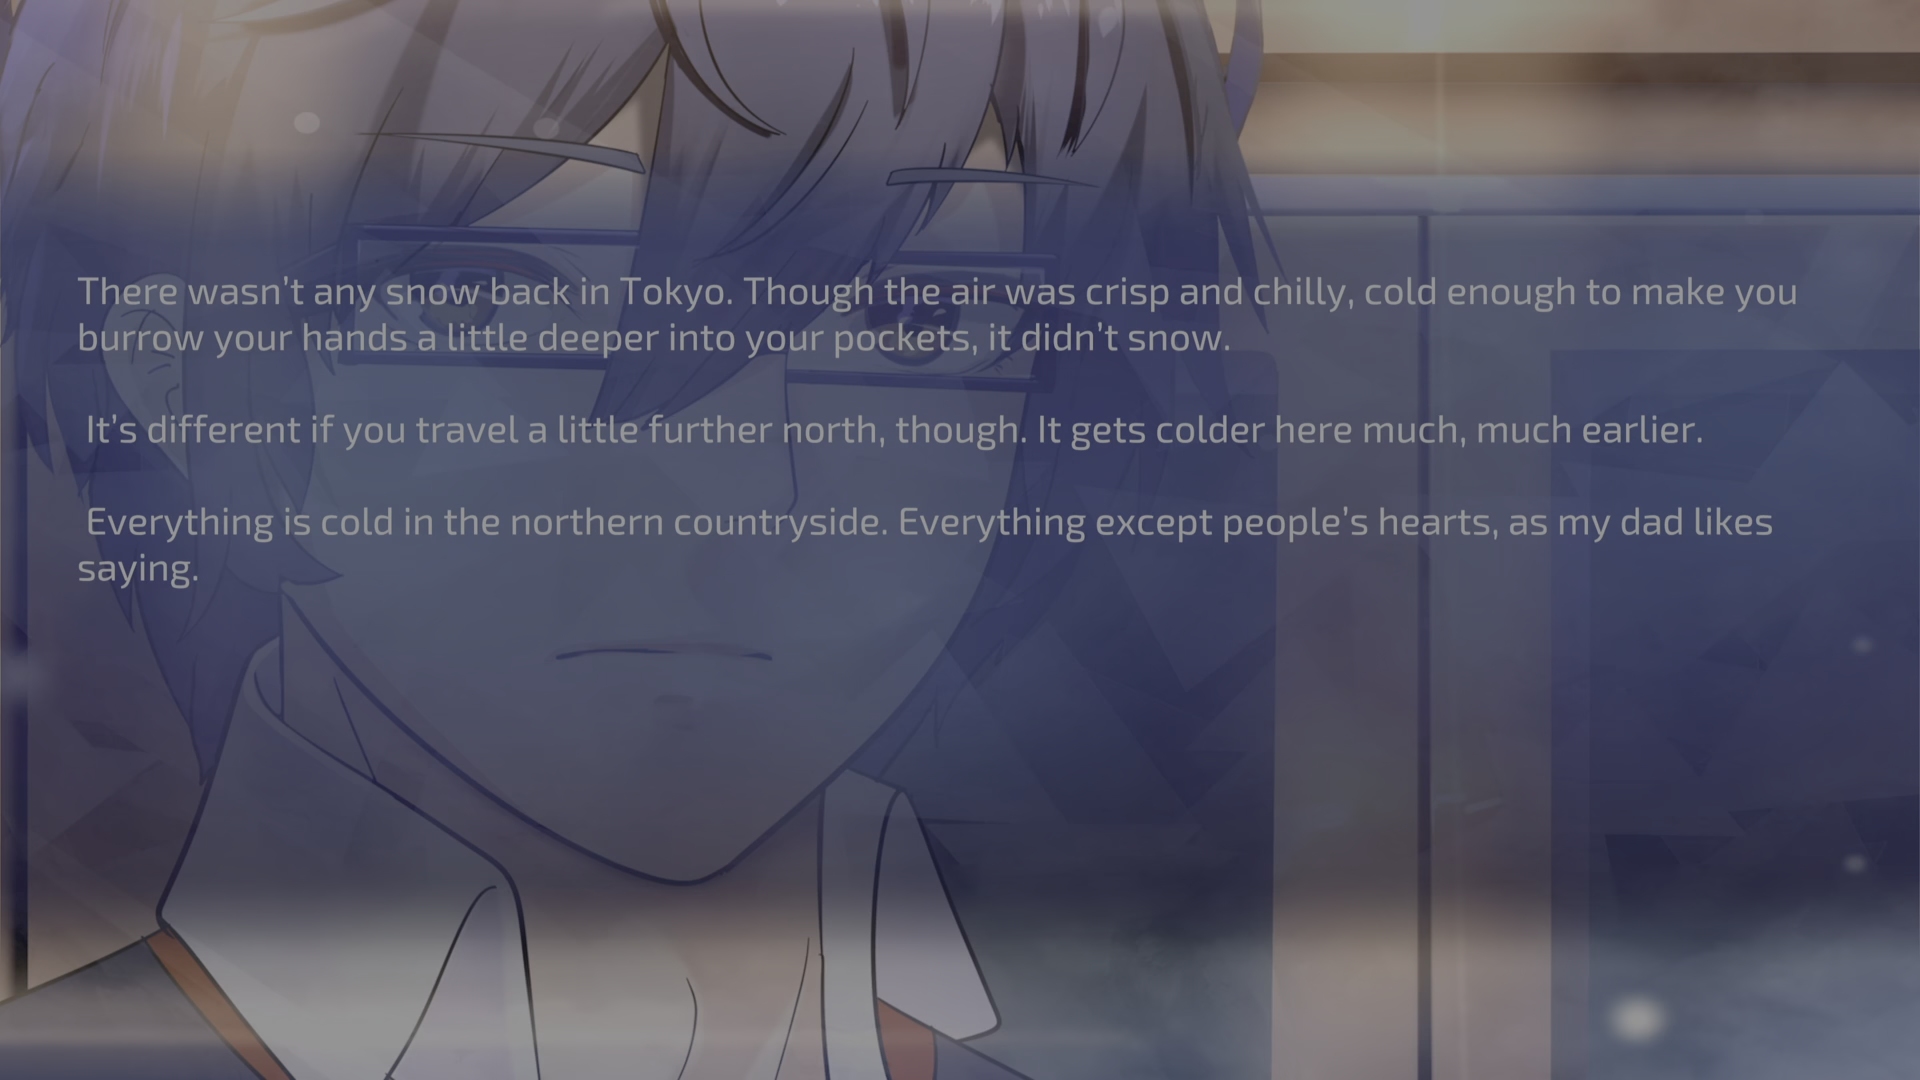 There wasn’t any snow back in Tokyo. Though the air was crisp and chilly, cold enough to make you
burrow your hands a little deeper into your pockets, it didn’t snow.
It’s different if you travel a little further north, though. It gets colder here much, much earlier.
Everything is cold in the northern countryside. Everything except people’s hearts, as my dad likes
saying.